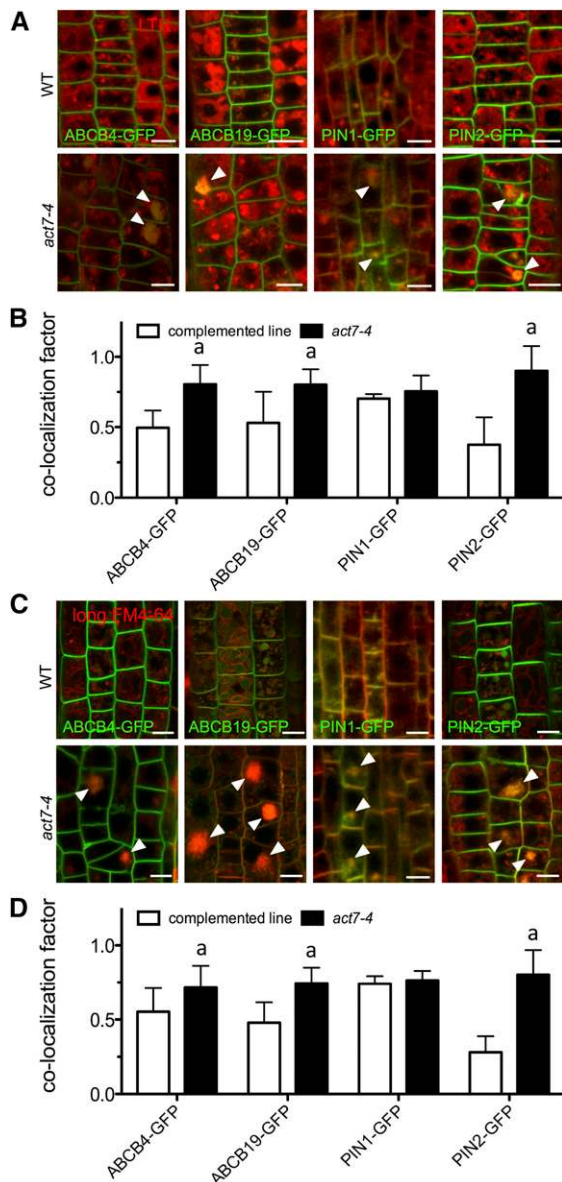 A
WT
ABCB4-GFP
ABCB19-GFP
PIN1-GFP
PIN2-GFP
act7-4
B
complemented line
act7-4
co-localization factor
1.0
0.5
0.0
a
a
a
ABCB4-GFP
ABCB19-GFP
PIN1-GFP
PIN2-GFP
C
long FM4-64
WT
ABCB4-GFP
ABCB19-GFP
PIN1-GFP
PIN2-GFP
act7-4
D
complemented line
act7-4
co-localization factor
1.0
0.5
0.0
a
a
a
ABCB4-GFP
ABCB19-GFP
PIN1-GFP
PIN2-GFP